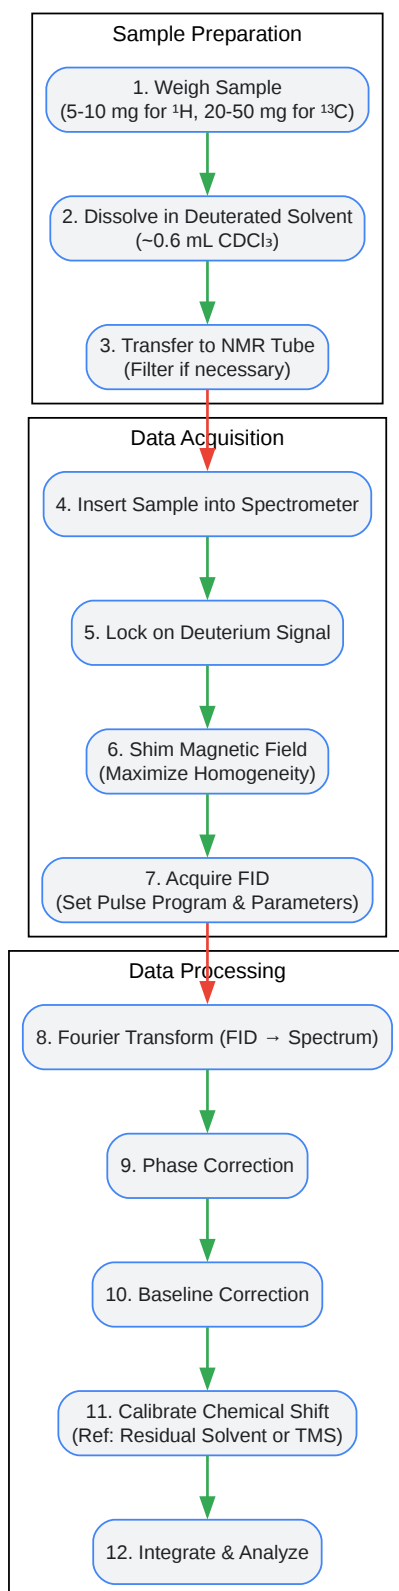 Sample Preparation
1. Weigh Sample
(5-10 mg for ¹H, 20-50 mg for ¹³C)
2. Dissolve in Deuterated Solvent
(~0.6 mL CDCl₃)
3. Transfer to NMR Tube
(Filter if necessary)
Data Acquisition
4. Insert Sample into Spectrometer
5. Lock on Deuterium Signal
6. Shim Magnetic Field
(Maximize Homogeneity)
7. Acquire FID
(Set Pulse Program & Parameters)
Data Processing
8. Fourier Transform (FID → Spectrum)
9. Phase Correction
10. Baseline Correction
11. Calibrate Chemical Shift
(Ref: Residual Solvent or TMS)
12. Integrate & Analyze